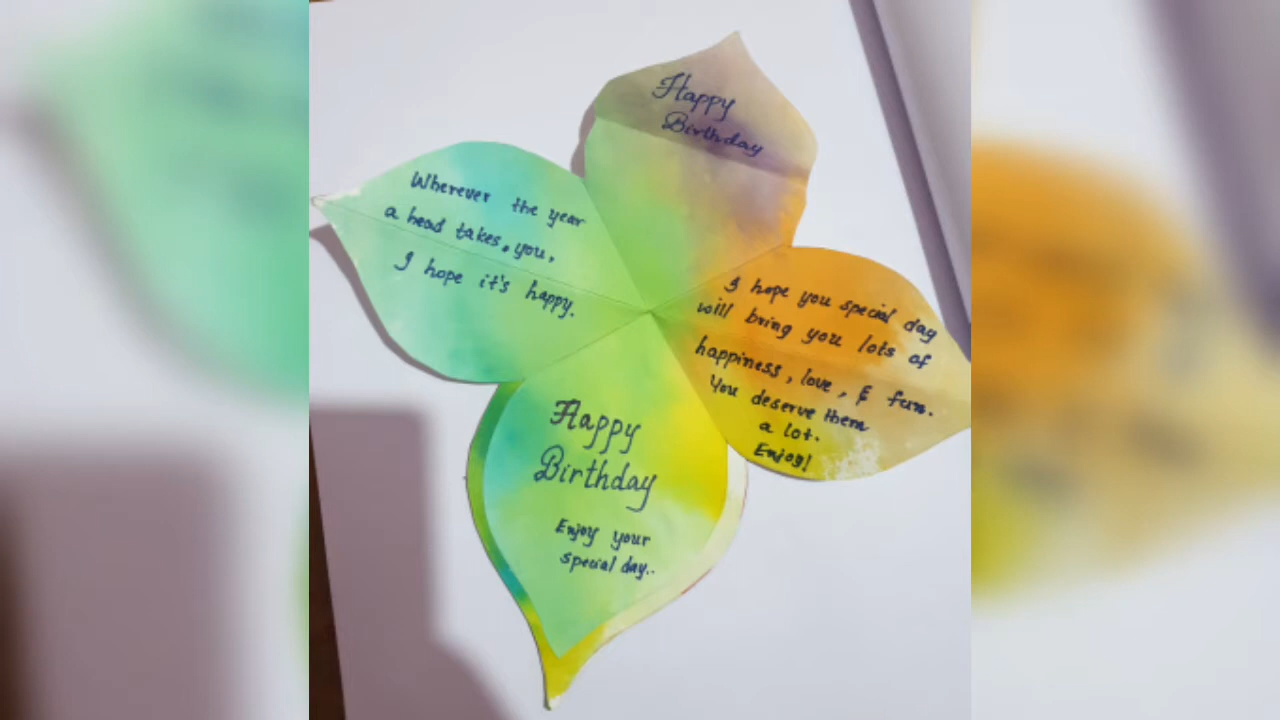 Happy
Birthday
Wherever the year
a head takes, you,
I hope it's happy.
I hope you special day
will bring you lots of
happiness, love, & fun.
You deserve them
a lot.
Enjoy!
Happy
Birthday
Enjoy your
special day..